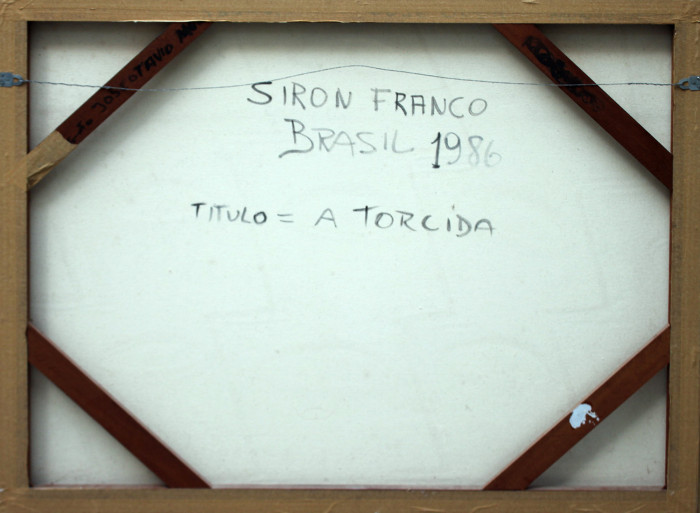 SIRON FRANCO
BRASIL 1986
TITULO = A TORCIDA